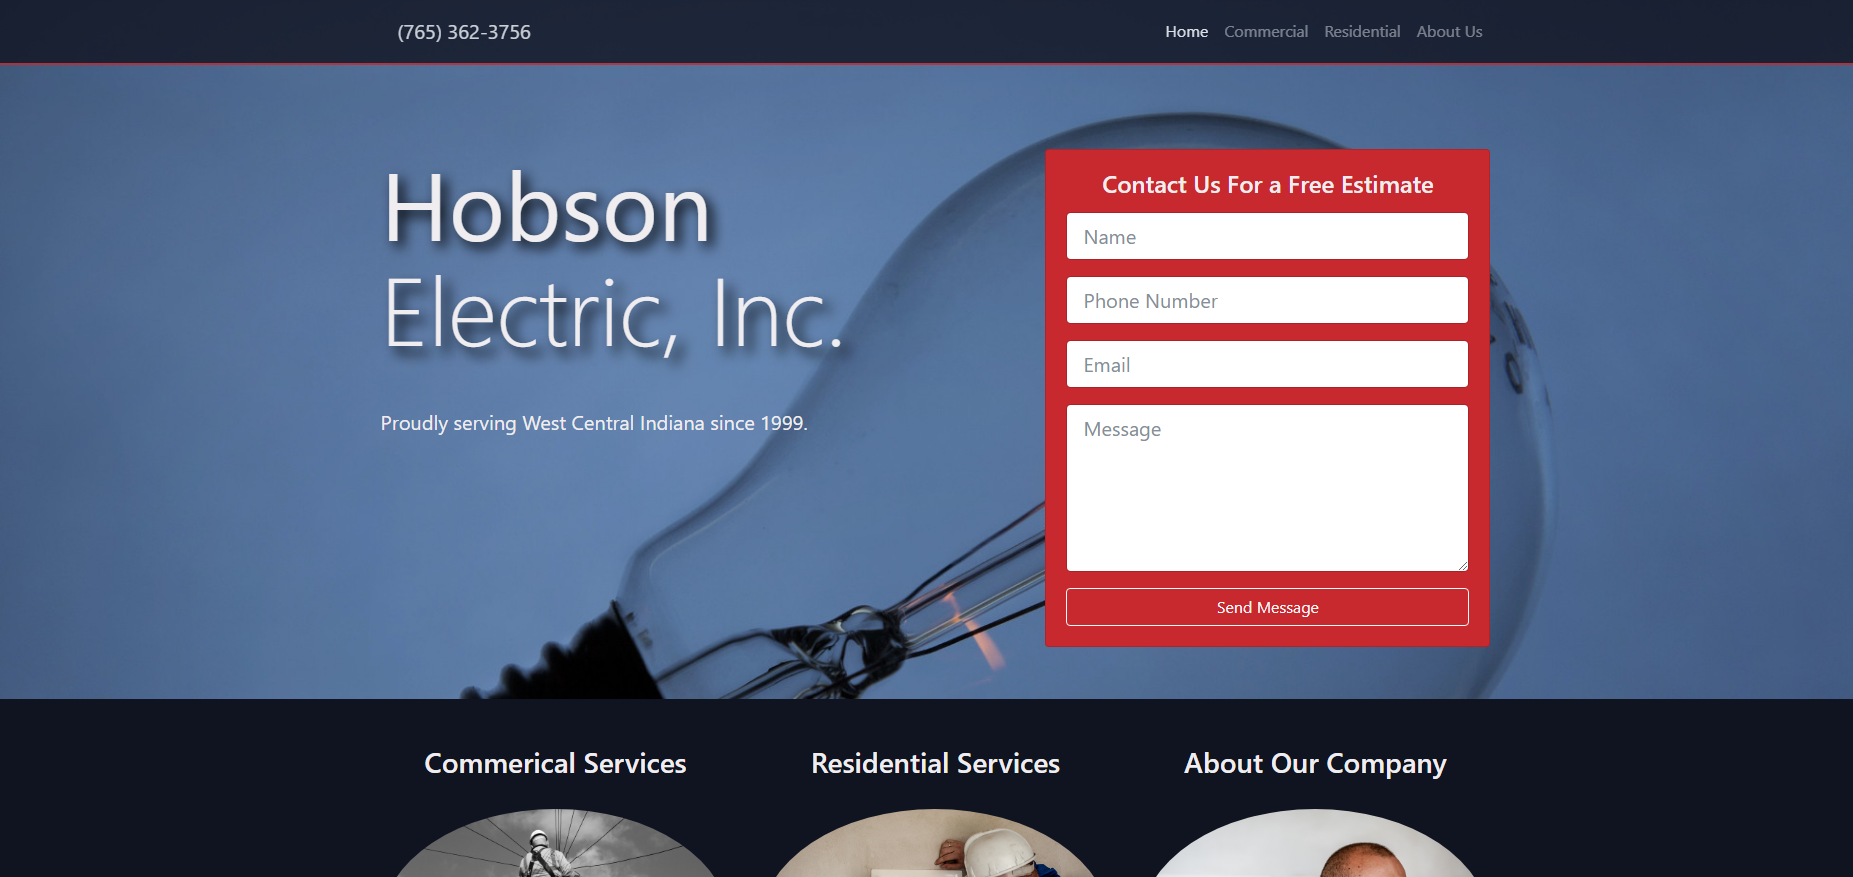 (765) 362-3756
Home Commercial Residential About Us
Hobson
Electric, Inc.
Proudly serving West Central Indiana since 1999.
Contact Us For a Free Estimate
Name
Phone Number
Email
Message
Send Message
Commerical Services
Residential Services
About Our Company